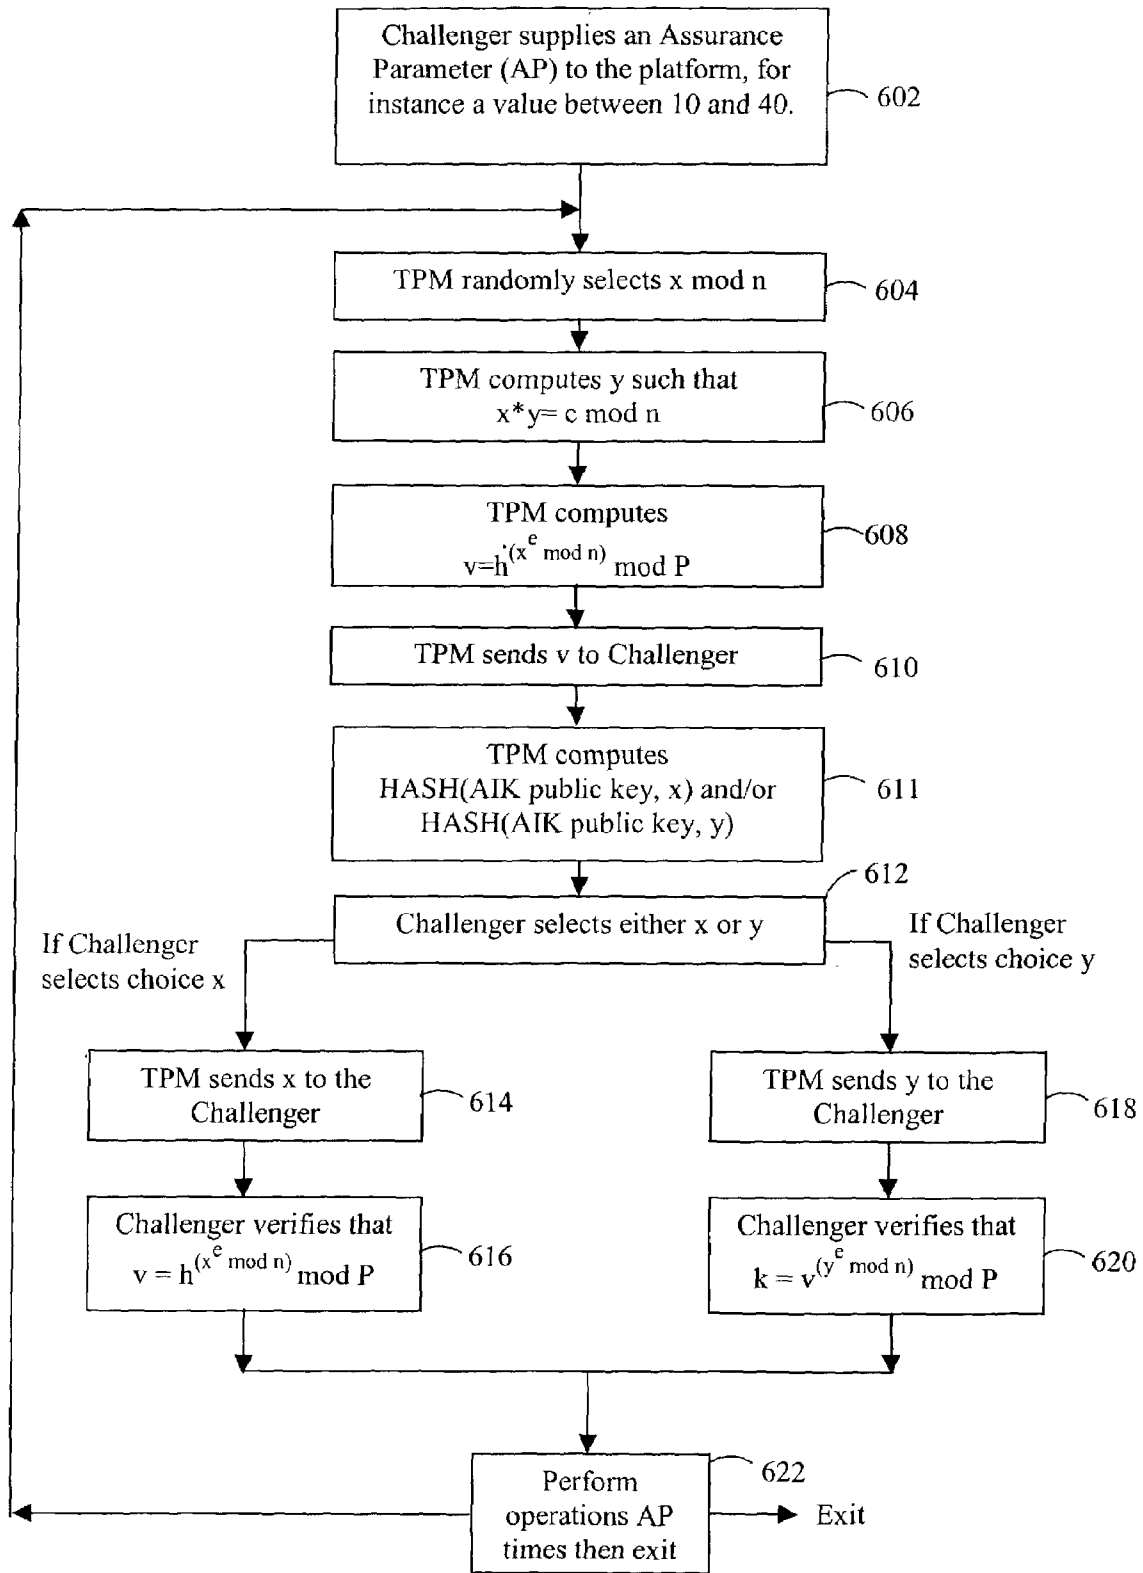 Challenger supplies an Assurance
Parameter (AP) to the platform, for
instance a value between 10 and 40.
602
TPM randomly selects x mod n
604
TPM computes y such that
x*y= c mod n
606
TPM computes
v=h^(x^e mod n) mod P
608
TPM sends v to Challenger
610
TPM computes
HASH(AIK public key, x) and/or
HASH(AIK public key, y)
611
612
Challenger selects either x or y
If Challenger
selects choice x
If Challenger
selects choice y
TPM sends x to the
Challenger
614
TPM sends y to the
Challenger
618
Challenger verifies that
v = h^(x^e mod n) mod P
616
Challenger verifies that
k = v^(y^e mod n) mod P
620
622
Perform
operations AP
times then exit
Exit